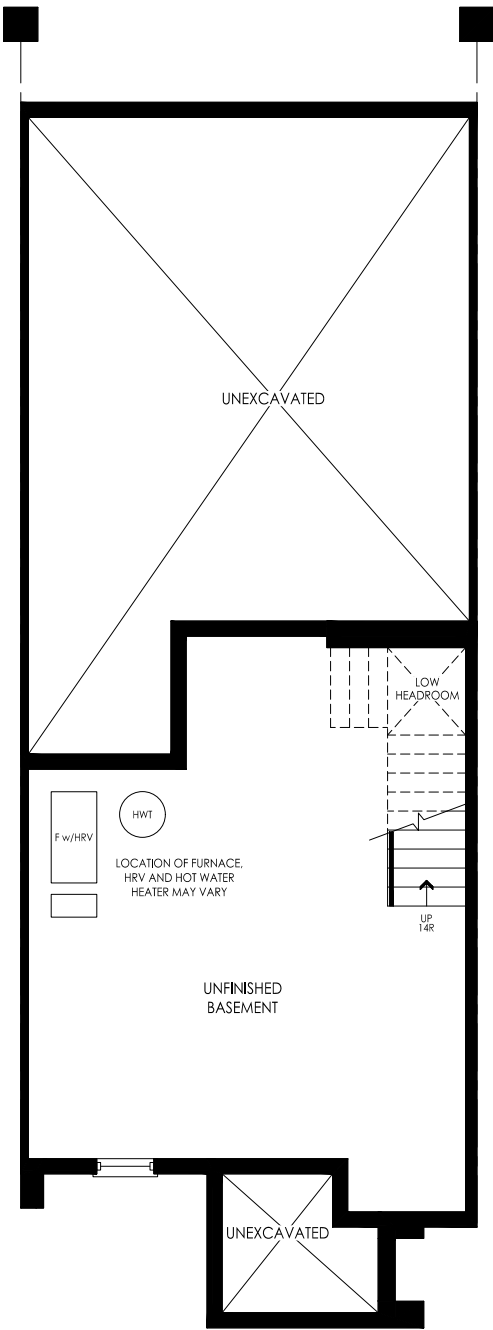 UNEXCAVATED
LOW
HEADROOM
F w/HRV
HWT
LOCATION OF FURNACE,
HRV AND HOT WATER
HEATER MAY VARY
UP
14R
UNFINISHED
BASEMENT
UNEXCAVATED